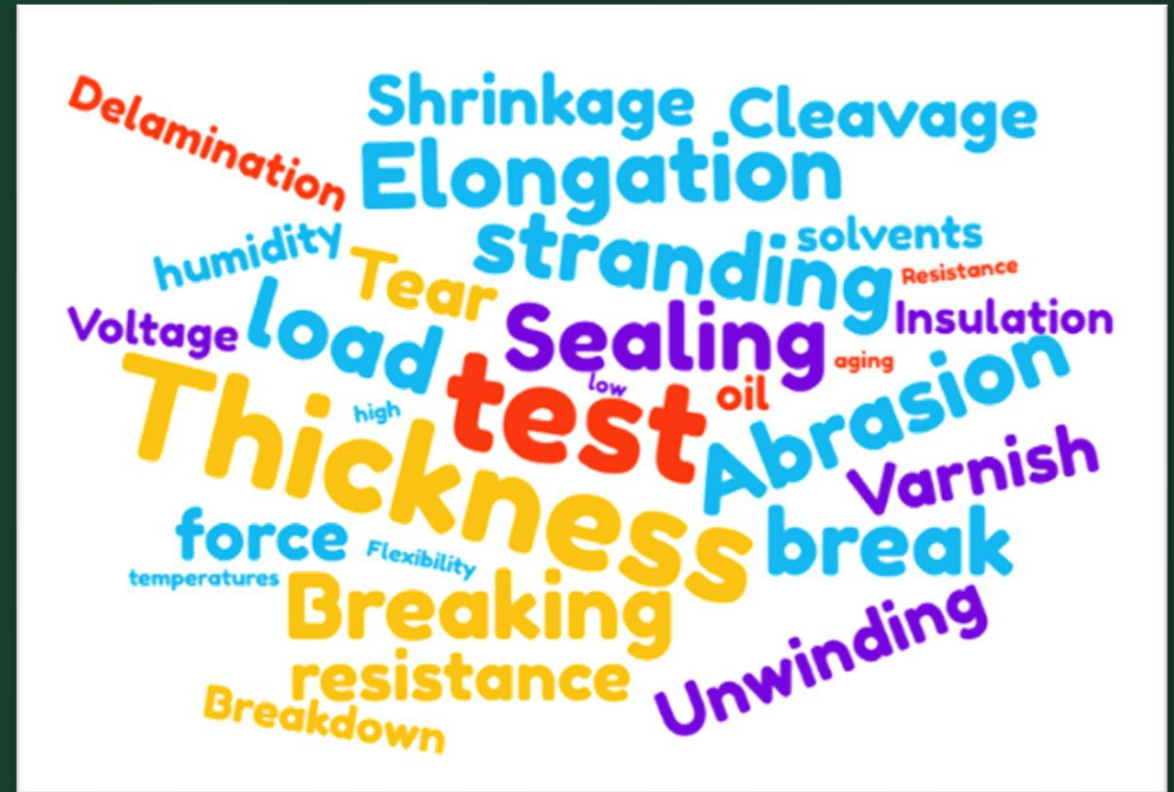 Shrinkage
Cleavage
Delamination
Elongation
stranding
solvents
humidity
Tear
Resistance
Voltage
load
Sealing
Insulation
aging
low
oil
test
high
Abrasion
Thickness
Varnish
force
Flexibility
break
temperatures
Breaking
Unwinding
resistance
Breakdown